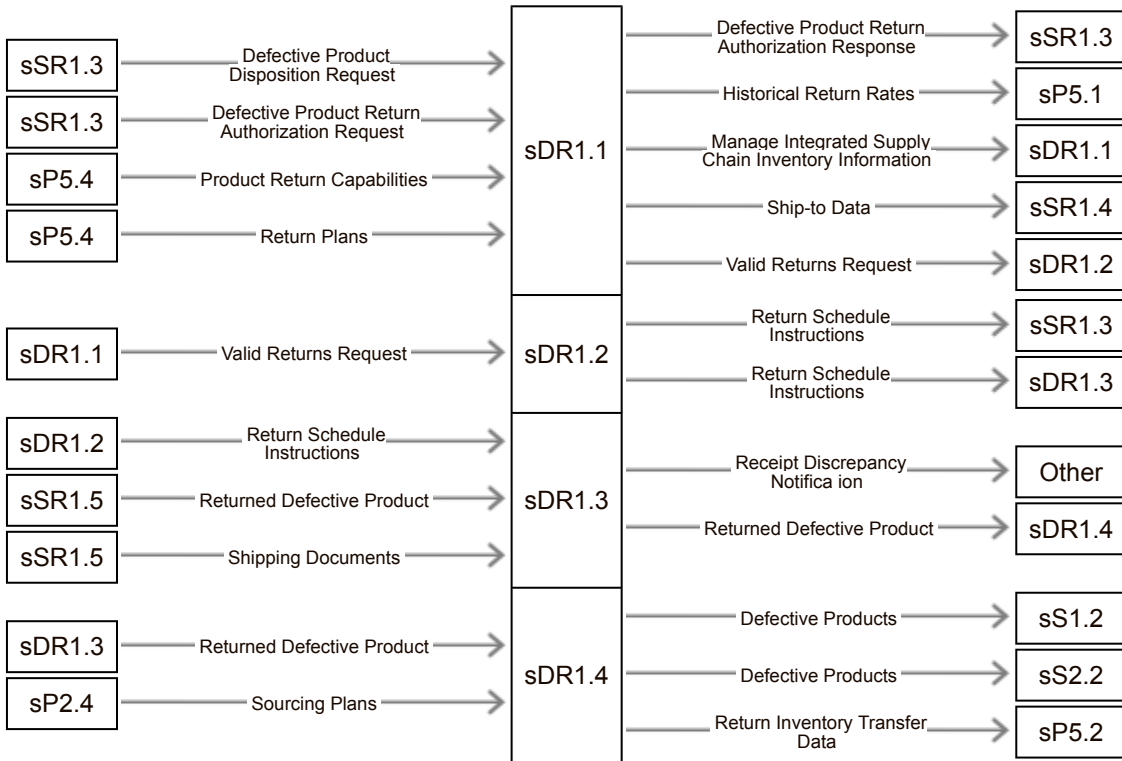 sSR1.3
Defective Product
Disposition Request
sSR1.3
Defective Product Return
Authorization Request
sP5.4
Product Return Capabilities
sP5.4
Return Plans
sDR1.1
Defective Product Return
Authorization Response
sSR1.3
Historical Return Rates
sP5.1
Manage Integrated Supply
Chain Inventory Information
sDR1.1
Ship-to Data
sSR1.4
Valid Returns Request
sDR1.2
sDR1.1
Valid Returns Request
sDR1.2
Return Schedule
Instructions
sSR1.3
Return Schedule
Instructions
sDR1.3
sDR1.2
Return Schedule
Instructions
sSR1.5
Returned Defective Product
sSR1.5
Shipping Documents
sDR1.3
Receipt Discrepancy
Notifica ion
Other
Returned Defective Product
sDR1.4
sDR1.3
Returned Defective Product
sP2.4
Sourcing Plans
sDR1.4
Defective Products
sS1.2
Defective Products
sS2.2
Return Inventory Transfer
Data
sP5.2